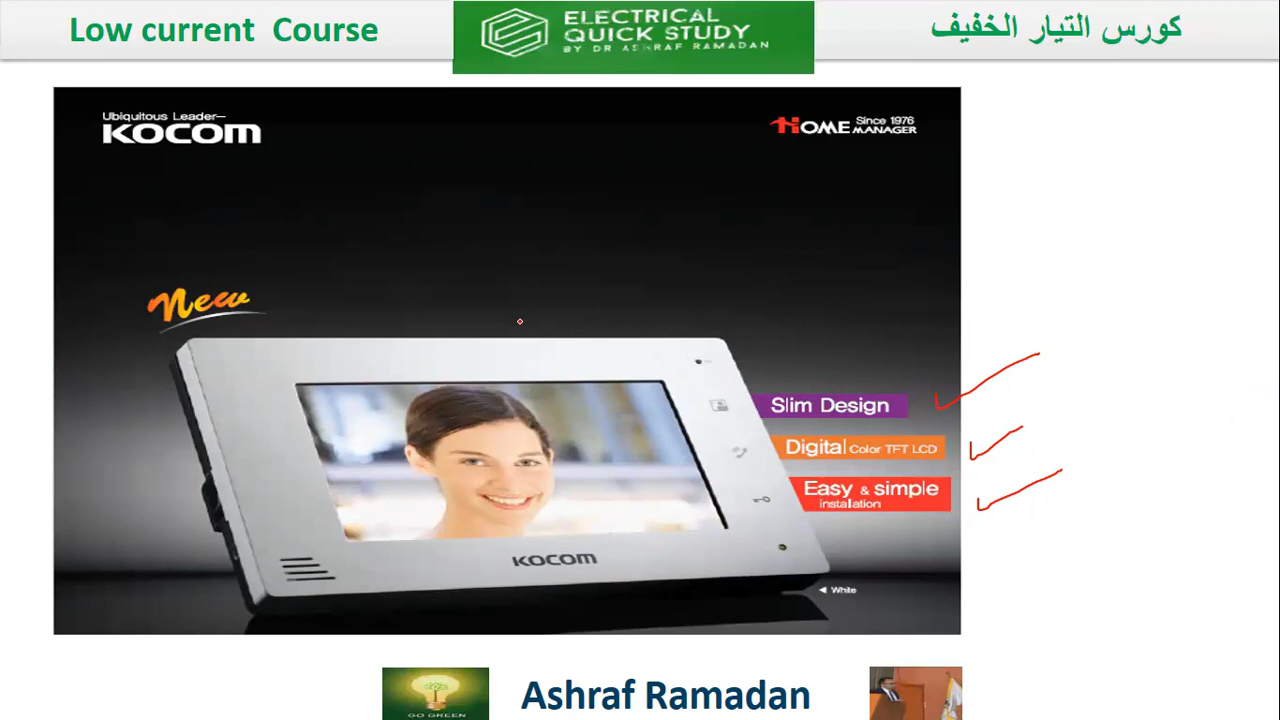 Low current Course
ELECTRICAL
QUICK STUDY
BY DR ASHRAF RAMADAN
كورس التيار الخفيف
Ubiquitous Leader
KOCOM
HOME MANAGER
Since 1976
New
Slim Design
Digital Color TFT LCD
Easy & simple
installation
KOCOM
◀ White
GO GREEN
Ashraf Ramadan